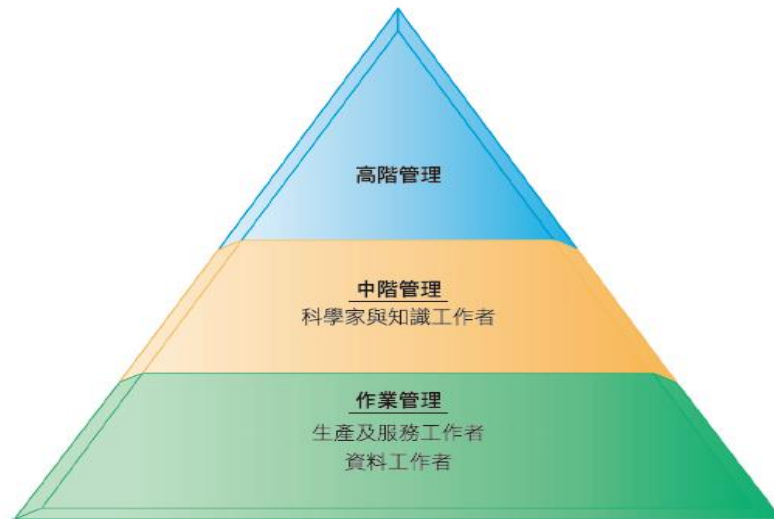 高階管理
中階管理
科學家與知識工作者
作業管理
生產及服務工作者
資料工作者